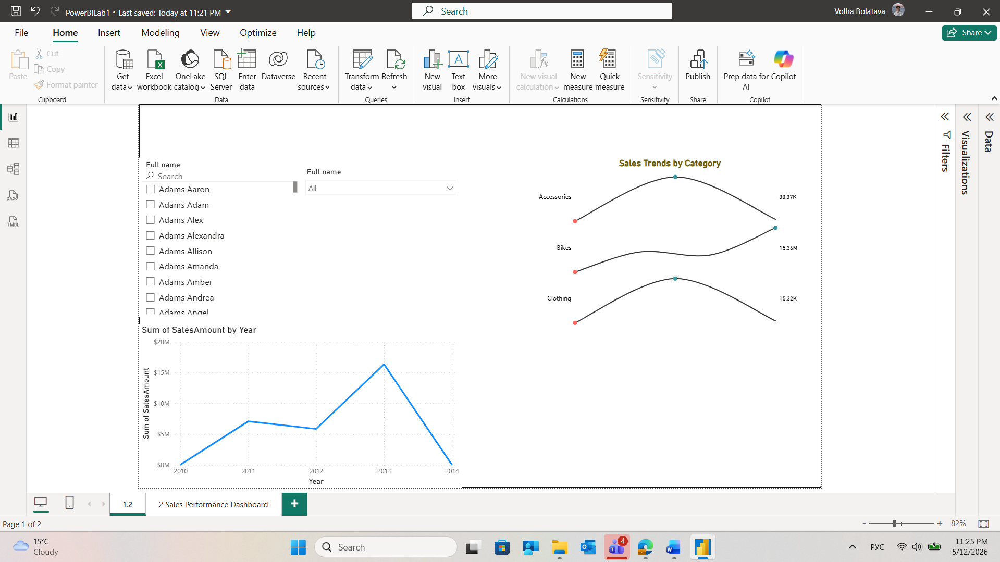 PowerBILab1 • Last saved: Today at 11:21 PM
Search
Volha Bolatava
File
Home
Insert
Modeling
View
Optimize
Help
Share
Paste
Cut
Copy
Format painter
Clipboard
Get data
Excel workbook
OneLake catalog
SQL Server
Enter data
Dataverse
Recent sources
Data
Transform data
Refresh
Queries
New visual
Text box
More visuals
Insert
New visual calculation
New measure
Quick measure
Calculations
Sensitivity
Sensitivity
Publish
Share
Prep data for AI
Copilot
Copilot
DAX
TMDL
Full name
Search
Adams Aaron
Adams Adam
Adams Alex
Adams Alexandra
Adams Allison
Adams Amanda
Adams Amber
Adams Andrea
Adams Angel
Full name
All
Sales Trends by Category
Accessories
30.37K
Bikes
15.36M
Clothing
15.32K
Sum of SalesAmount by Year
Sum of SalesAmount
$20M
$15M
$10M
$5M
$0M
2010
2011
2012
2013
2014
Year
Filters
Visualizations
Data
1.2
2 Sales Performance Dashboard
Page 1 of 2
82%
15°C
Cloudy
Search
4
РУС
11:25 PM
5/12/2026